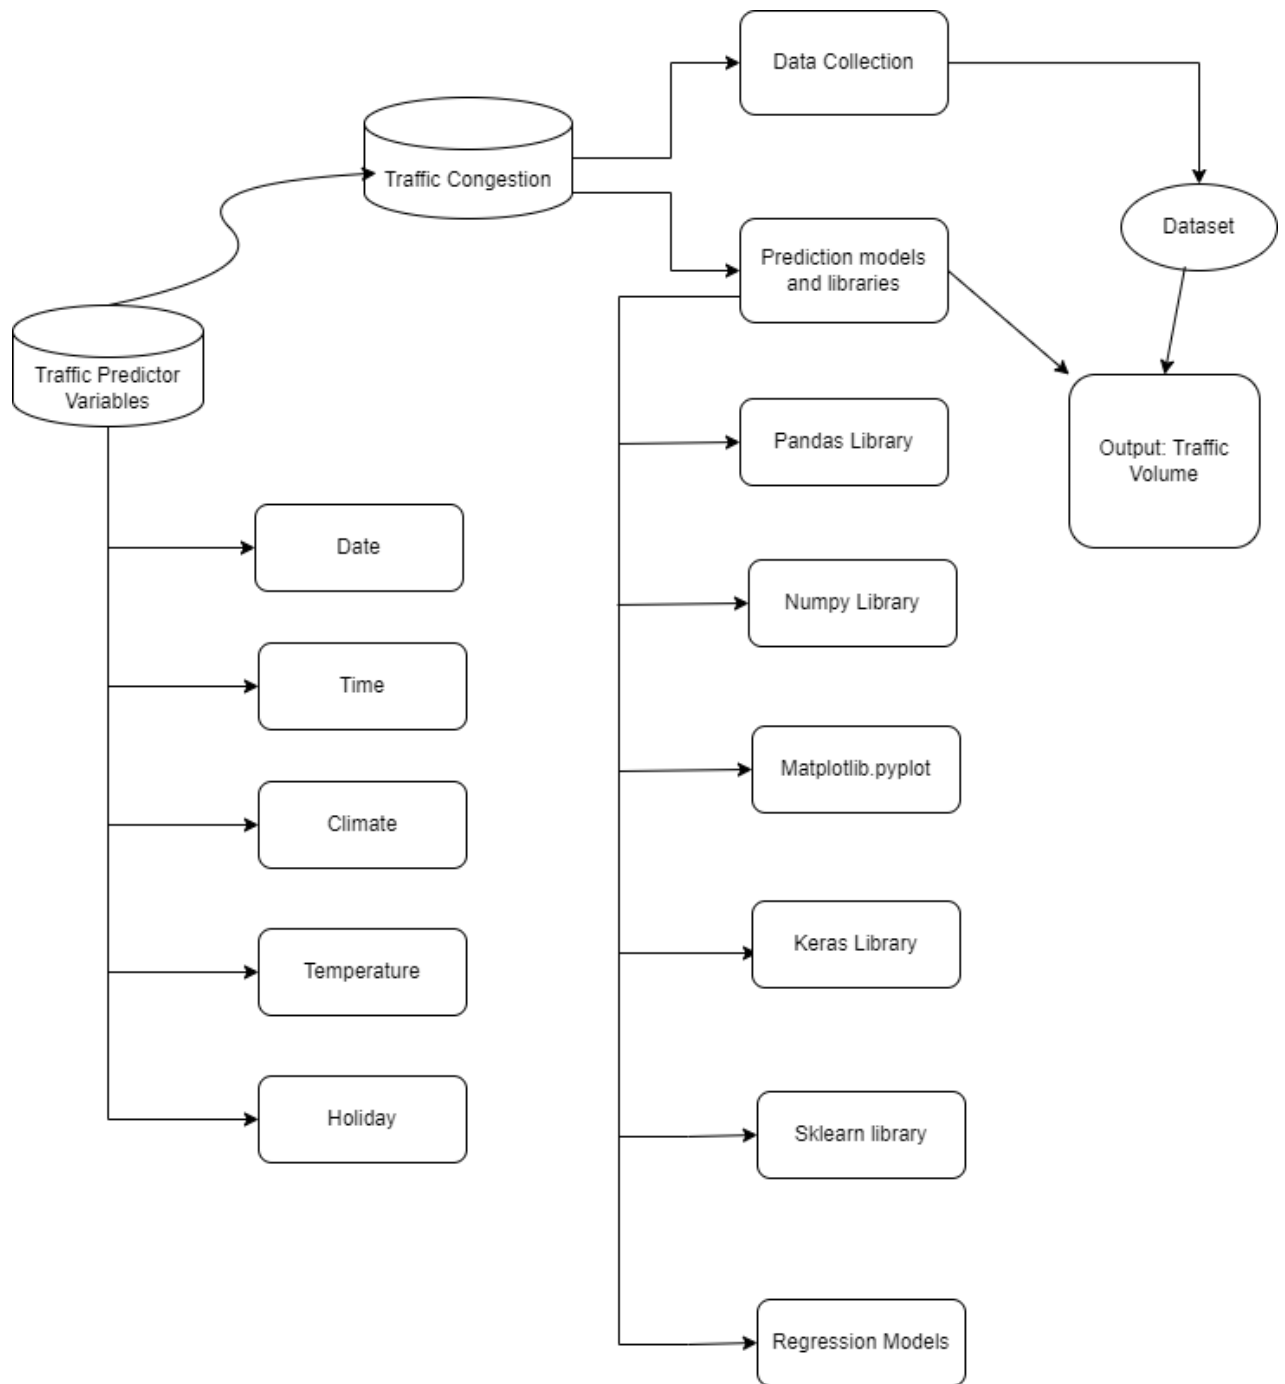 Data Collection
Traffic Congestion
Dataset
Prediction models
and libraries
Traffic Predictor
Variables
Pandas Library
Output: Traffic
Volume
Date
Numpy Library
Time
Matplotlib.pyplot
Climate
Keras Library
Temperature
Holiday
Sklearn library
Regression Models